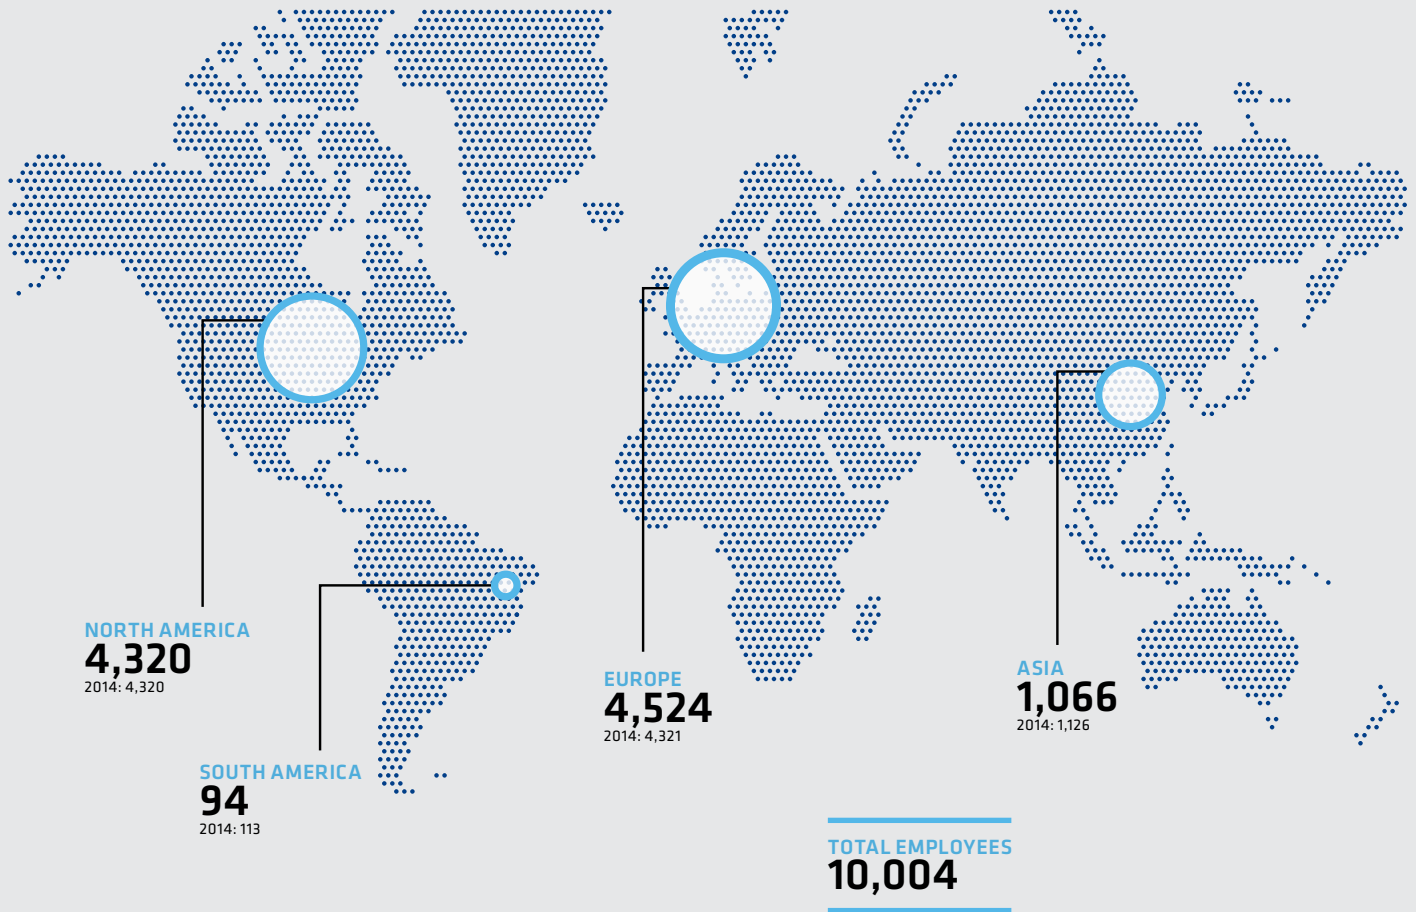 NORTH AMERICA
4,320
2014: 4,320
SOUTH AMERICA
94
2014: 113
EUROPE
4,524
2014: 4,321
ASIA
1,066
2014: 1,126
TOTAL EMPLOYEES
10,004